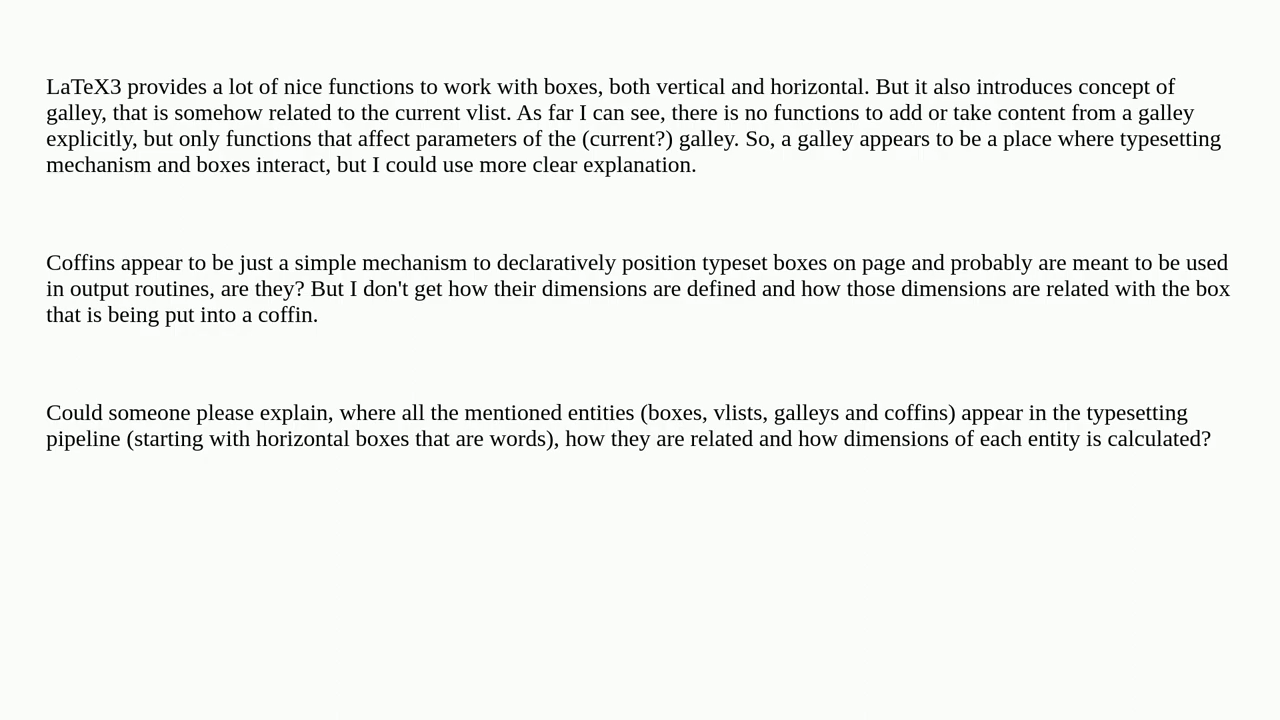 LaTeX3 provides a lot of nice functions to work with boxes, both vertical and horizontal. But it also introduces concept of
galley, that is somehow related to the current vlist. As far I can see, there is no functions to add or take content from a galley
explicitly, but only functions that affect parameters of the (current?) galley. So, a galley appears to be a place where typesetting
mechanism and boxes interact, but I could use more clear explanation.
Coffins appear to be just a simple mechanism to declaratively position typeset boxes on page and probably are meant to be used
in output routines, are they? But I don't get how their dimensions are defined and how those dimensions are related with the box
that is being put into a coffin.
Could someone please explain, where all the mentioned entities (boxes, vlists, galleys and coffins) appear in the typesetting
pipeline (starting with horizontal boxes that are words), how they are related and how dimensions of each entity is calculated?